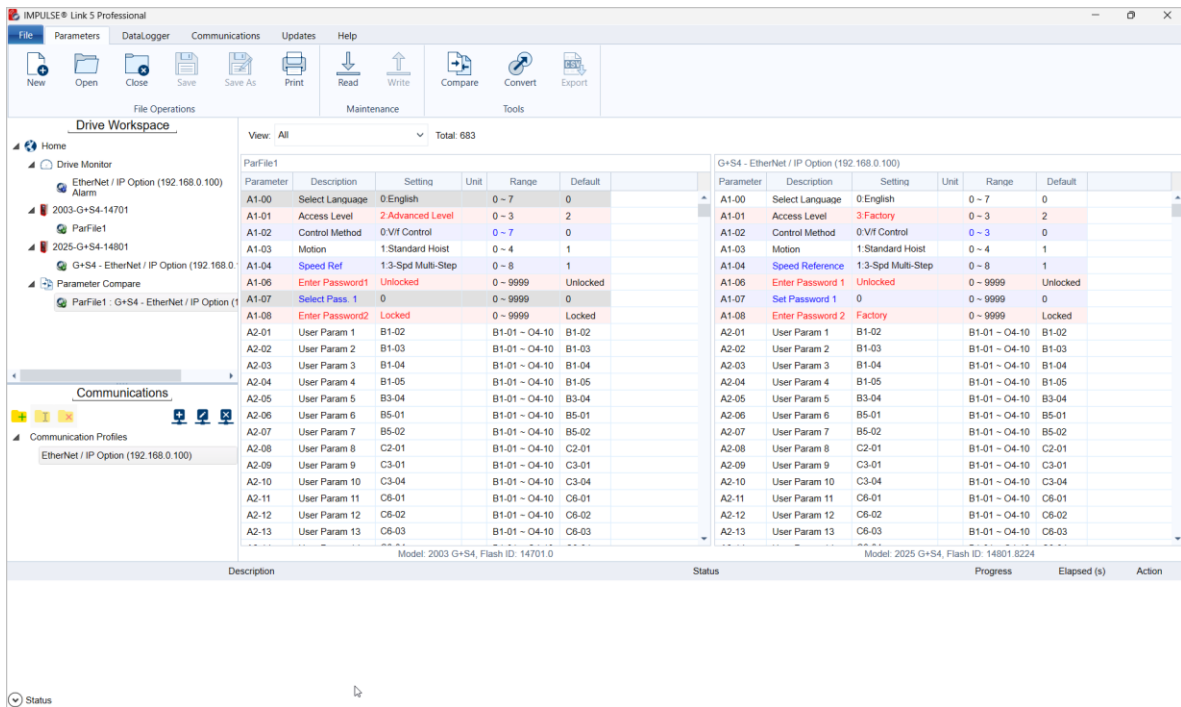 IMPULSE® Link 5 Professional
File Parameters DataLogger Communications Updates Help
New Open Close Save Save As Print Read Write Compare Convert Export
File Operations Maintenance Tools
Drive Workspace
Home
Drive Monitor
EtherNet / IP Option (192.168.0.100)
Alarm
2003-G+S4-14701
ParFile1
2025-G+S4-14801
G+S4 - EtherNet / IP Option (192.168.0.
Parameter Compare
ParFile1 : G+S4 - EtherNet / IP Option (1
Communications
Communication Profiles
EtherNet / IP Option (192.168.0.100)
View: All Total: 683
ParFile1
Parameter Description Setting Unit Range Default
A1-00 Select Language 0:English 0 ~ 7 0
A1-01 Access Level 2:Advanced Level 0 ~ 3 2
A1-02 Control Method 0:V/f Control 0 ~ 7 0
A1-03 Motion 1:Standard Hoist 0 ~ 4 1
A1-04 Speed Ref 1:3-Spd Multi-Step 0 ~ 8 1
A1-06 Enter Password1 Unlocked 0 ~ 9999 Unlocked
A1-07 Select Pass. 1 0 0 ~ 9999 0
A1-08 Enter Password2 Locked 0 ~ 9999 Locked
A2-01 User Param 1 B1-02 B1-01 ~ O4-10 B1-02
A2-02 User Param 2 B1-03 B1-01 ~ O4-10 B1-03
A2-03 User Param 3 B1-04 B1-01 ~ O4-10 B1-04
A2-04 User Param 4 B1-05 B1-01 ~ O4-10 B1-05
A2-05 User Param 5 B3-04 B1-01 ~ O4-10 B3-04
A2-06 User Param 6 B5-01 B1-01 ~ O4-10 B5-01
A2-07 User Param 7 B5-02 B1-01 ~ O4-10 B5-02
A2-08 User Param 8 C2-01 B1-01 ~ O4-10 C2-01
A2-09 User Param 9 C3-01 B1-01 ~ O4-10 C3-01
A2-10 User Param 10 C3-04 B1-01 ~ O4-10 C3-04
A2-11 User Param 11 C6-01 B1-01 ~ O4-10 C6-01
A2-12 User Param 12 C6-02 B1-01 ~ O4-10 C6-02
A2-13 User Param 13 C6-03 B1-01 ~ O4-10 C6-03
Model: 2003 G+S4, Flash ID: 14701.0
G+S4 - EtherNet / IP Option (192.168.0.100)
Parameter Description Setting Unit Range Default
A1-00 Select Language 0:English 0 ~ 7 0
A1-01 Access Level 3:Factory 0 ~ 3 2
A1-02 Control Method 0:V/f Control 0 ~ 3 0
A1-03 Motion 1:Standard Hoist 0 ~ 4 1
A1-04 Speed Reference 1:3-Spd Multi-Step 0 ~ 8 1
A1-06 Enter Password 1 Unlocked 0 ~ 9999 Unlocked
A1-07 Set Password 1 0 0 ~ 9999 0
A1-08 Enter Password 2 Factory 0 ~ 9999 Locked
A2-01 User Param 1 B1-02 B1-01 ~ O4-10 B1-02
A2-02 User Param 2 B1-03 B1-01 ~ O4-10 B1-03
A2-03 User Param 3 B1-04 B1-01 ~ O4-10 B1-04
A2-04 User Param 4 B1-05 B1-01 ~ O4-10 B1-05
A2-05 User Param 5 B3-04 B1-01 ~ O4-10 B3-04
A2-06 User Param 6 B5-01 B1-01 ~ O4-10 B5-01
A2-07 User Param 7 B5-02 B1-01 ~ O4-10 B5-02
A2-08 User Param 8 C2-01 B1-01 ~ O4-10 C2-01
A2-09 User Param 9 C3-01 B1-01 ~ O4-10 C3-01
A2-10 User Param 10 C3-04 B1-01 ~ O4-10 C3-04
A2-11 User Param 11 C6-01 B1-01 ~ O4-10 C6-01
A2-12 User Param 12 C6-02 B1-01 ~ O4-10 C6-02
A2-13 User Param 13 C6-03 B1-01 ~ O4-10 C6-03
Model: 2025 G+S4, Flash ID: 14801.8224
Description Status Progress Elapsed (s) Action
Status